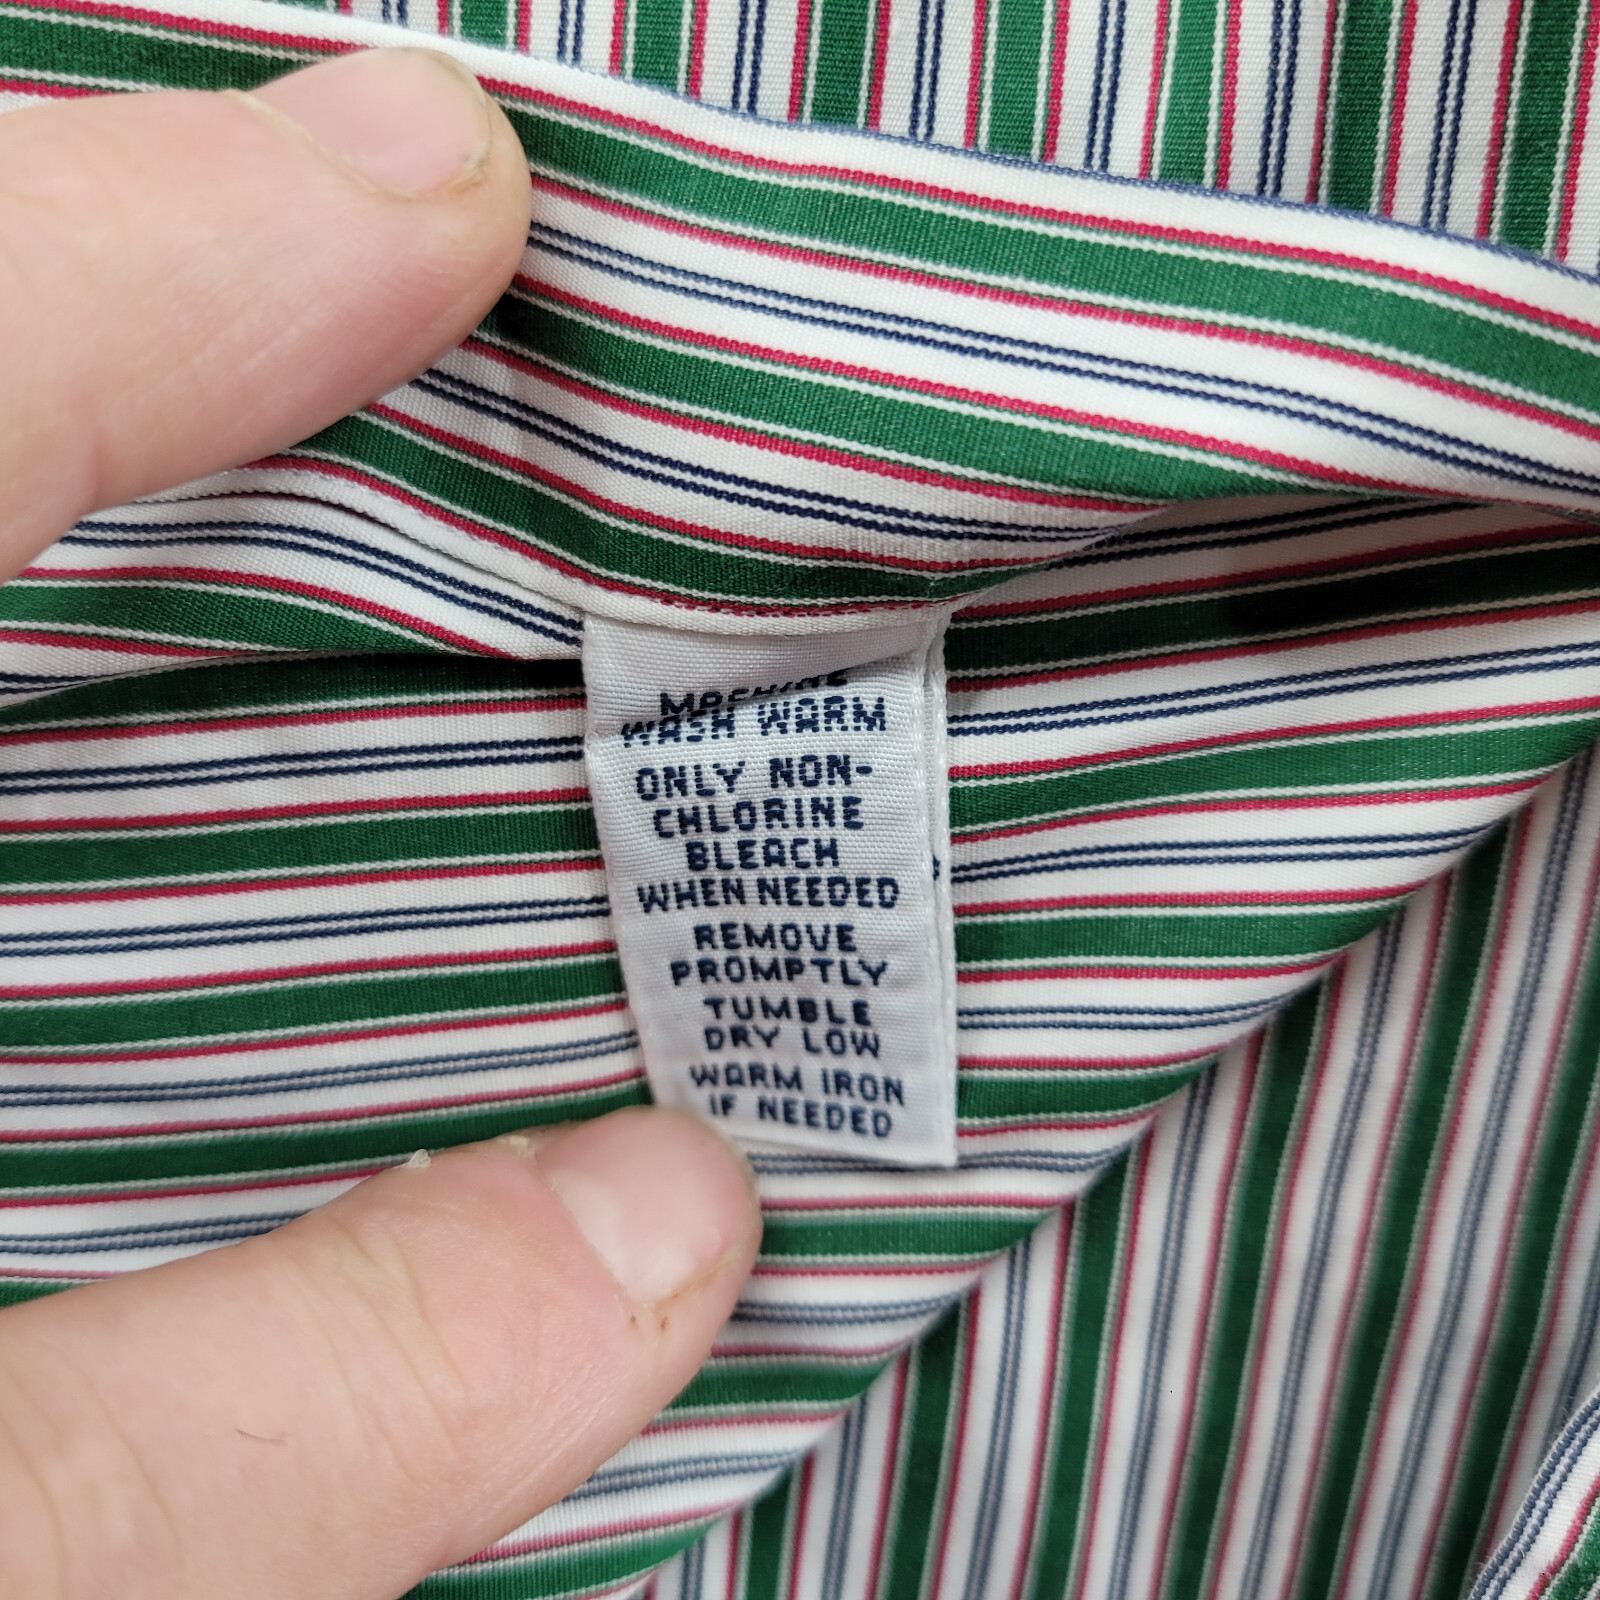 MACHINE
WASH WARM
ONLY NON-
CHLORINE
BLEACH
WHEN NEEDED
REMOVE
PROMPTLY
TUMBLE
DRY LOW
WARM IRON
IF NEEDED